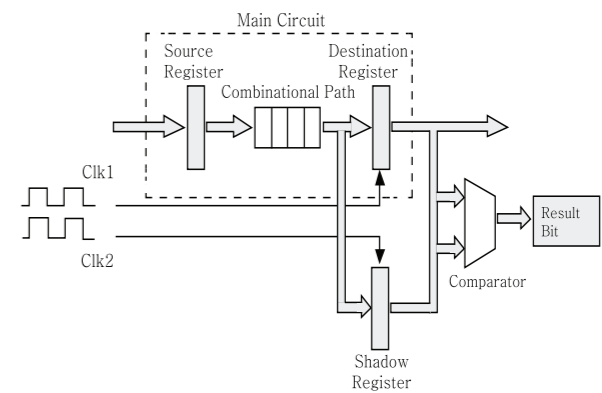 Main Circuit
Source
Register
Destination
Register
Combinational Path
Clk1
Clk2
Result
Bit
Comparator
Shadow
Register